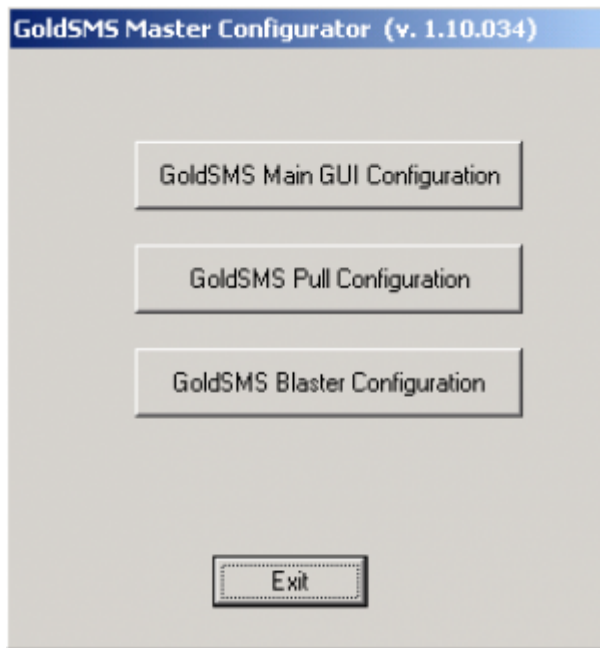 GoldSMS Master Configurator (v. 1.10.034)
GoldSMS Main GUI Configuration
GoldSMS Pull Configuration
GoldSMS Blaster Configuration
Exit